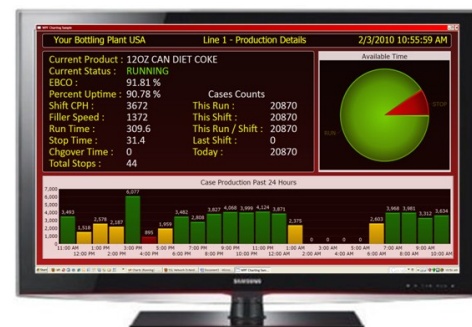 Your Bottling Plant USA Line 1 - Production Details 2/3/2010 10:55:59 AM
Current Product : 12OZ CAN DIET COKE
Current Status : RUNNING
EBCO : 91.81 %
Percent Uptime : 90.78 % Cases Counts
Shift CPH : 3672 This Run : 20870
Filler Speed : 1372 This Shift : 20870
Run Time : 309.6 This Run / Shift : 20870
Stop Time : 31.4 Last Shift : 0
Chgover Time : 0 Today : 20870
Total Stops : 44
Available Time
STOP
RUN
Case Production Past 24 Hours
7,000
6,000
5,000
4,000
3,000
2,000
1,000
0
3,493 1,518 2,578 2,187 6,077 895 1,959 3,482 2,808 3,827 4,068 3,999 4,124 3,871 2,375 0 0 0 0 2,603 3,968 3,981 3,312 3,634
11:00 AM 1:00 PM 3:00 PM 5:00 PM 7:00 PM 9:00 PM 11:00 PM 1:00 AM 3:00 AM 5:00 AM 7:00 AM 9:00 AM
12:00 PM 2:00 PM 4:00 PM 6:00 PM 8:00 PM 10:00 PM 12:00 AM 2:00 AM 4:00 AM 6:00 AM 8:00 AM 10:00 AM
SAMSUNG